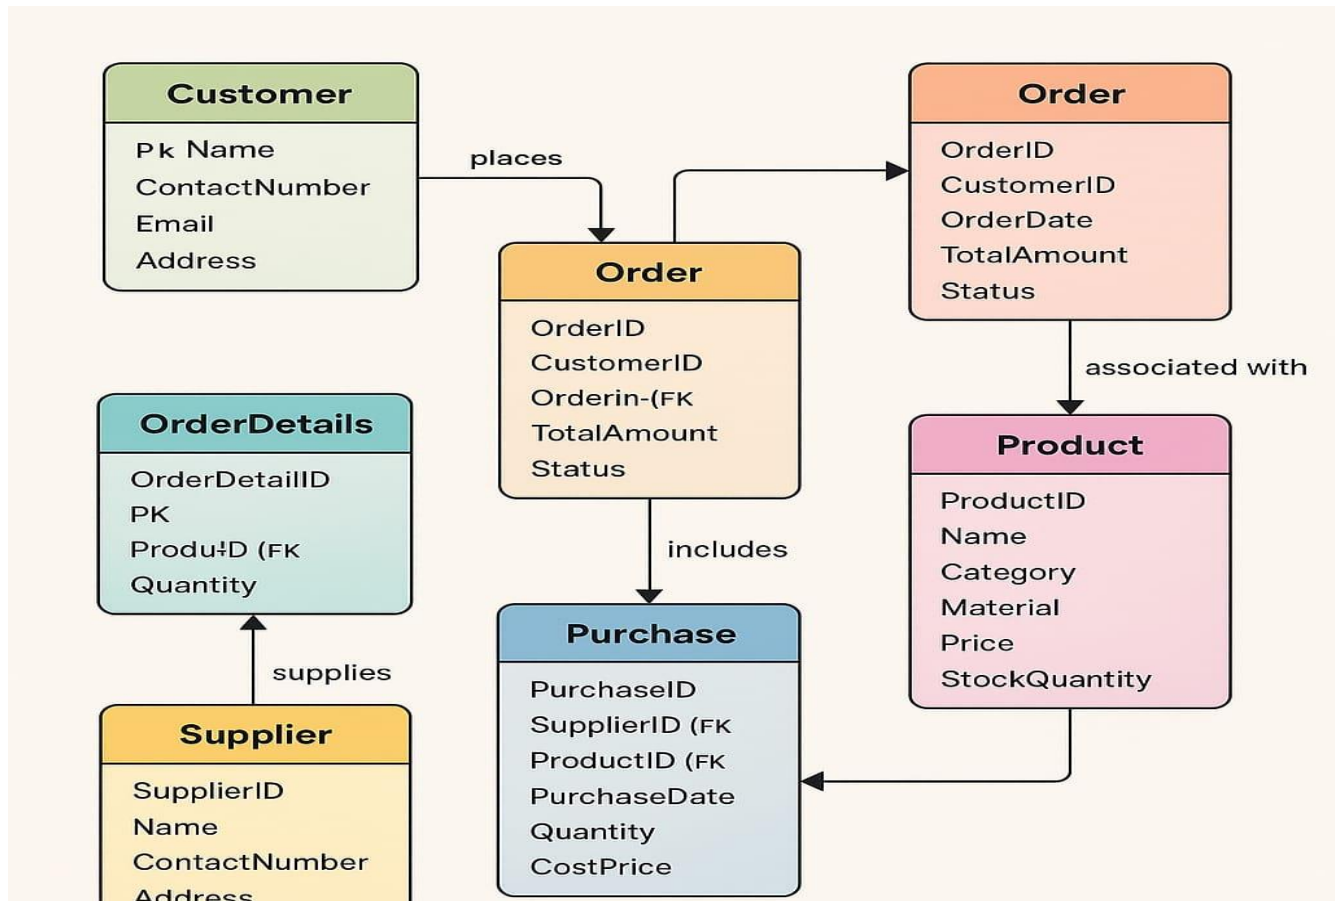 Customer
Pk Name
ContactNumber
Email
Address
places
Order
OrderID
CustomerID
Orderin-(FK
TotalAmount
Status
Order
OrderID
CustomerID
OrderDate
TotalAmount
Status
associated with
OrderDetails
OrderDetailID
PK
(FK
Quantity
supplies
Supplier
SupplierID
Name
ContactNumber
Address
includes
Purchase
PurchaseID
SupplierID (FK
ProductID (FK
PurchaseDate
Quantity
CostPrice
Product
ProductID
Name
Category
Material
Price
StockQuantity